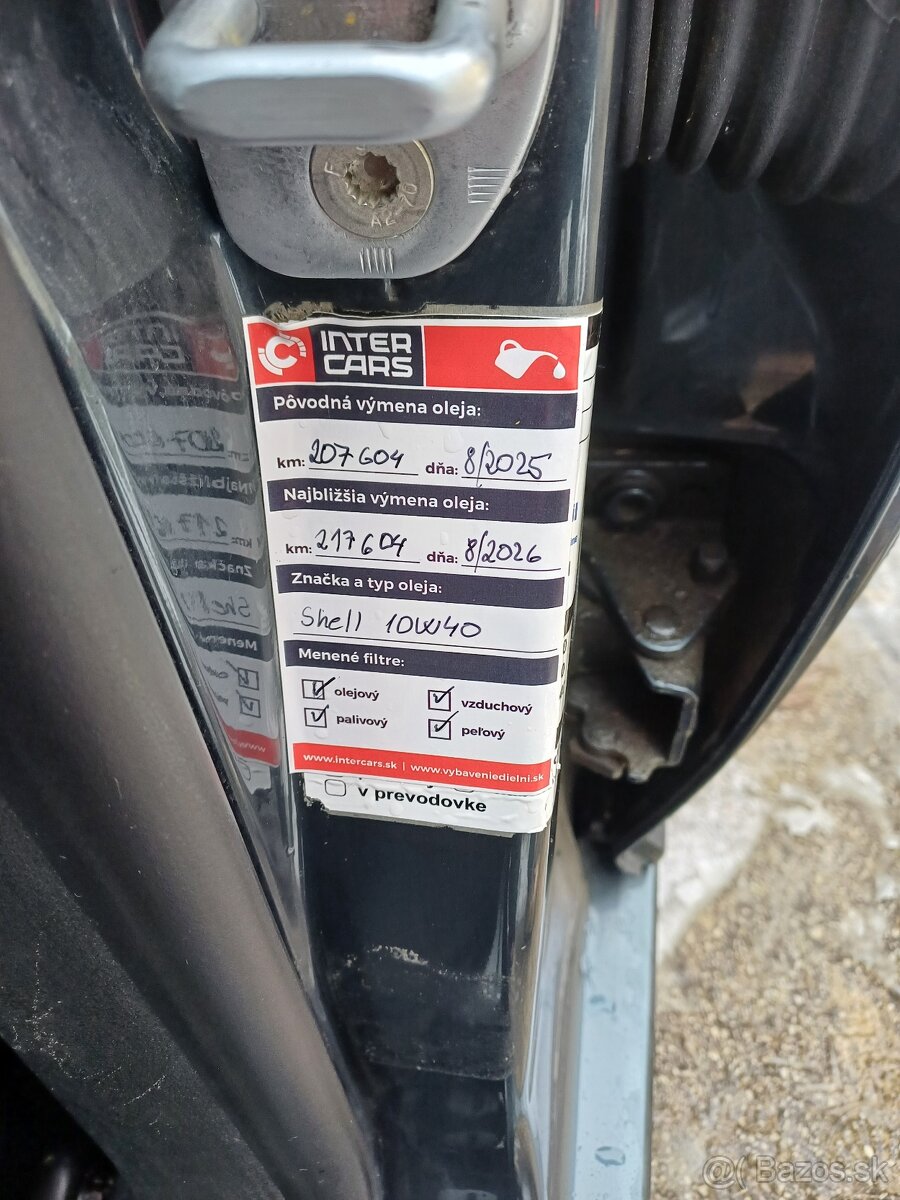 A2-70
INTER
CARS
Pôvodná výmena oleja:
km: 207604 dňa: 8/2025
Najbližšia výmena oleja:
km: 217604 dňa: 8/2026
Značka a typ oleja:
Shell 10W40
Menené filtre:
olejový vzduchový
palivový peľový
www.intercars.sk | www.vybaveniedielni.sk
v prevodovke
Bazos.sk